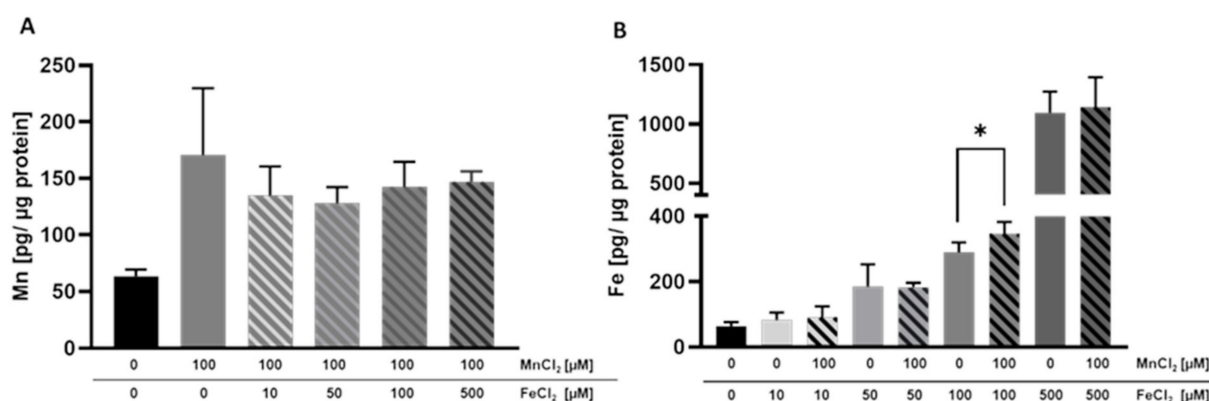 A
Mn [pg/ µg protein]
250
200
150
100
50
0
0 100 100 100 100 100 MnCl₂ [µM]
0 0 10 50 100 500 FeCl₂ [µM]
B
Fe [pg/ µg protein]
1500
1000
500
400
200
0
*
0 0 100 0 100 0 100 0 100 MnCl₂ [µM]
0 10 10 50 50 100 100 500 500 FeCl₂ [µM]